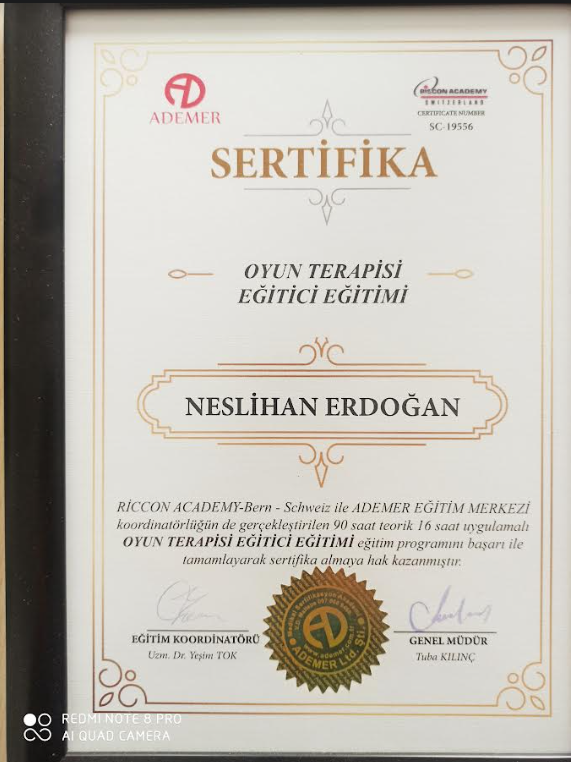 ADEMER
RICCON ACADEMY
SWITZERLAND
CERTIFICATE NUMBER
SC-19556
SERTİFİKA
OYUN TERAPİSİ
EĞİTİCİ EĞİTİMİ
NESLİHAN ERDOĞAN
RİCCON ACADEMY-Bern - Schweiz ile ADEMER EĞİTİM MERKEZİ
koordinatörlüğün de gerçekleştirilen 90 saat teorik 16 saat uygulamalı
OYUN TERAPİSİ EĞİTİCİ EĞİTİMİ eğitim programını başarı ile
tamamlayarak sertifika almaya hak kazanmıştır.
www.ademer.com
ADEMER Ltd. Şti.
EĞİTİM KOORDİNATÖRÜ
Uzm. Dr. Yeşim TOK
GENEL MÜDÜR
Tuba KILINÇ
REDMI NOTE 8 PRO
AI QUAD CAMERA